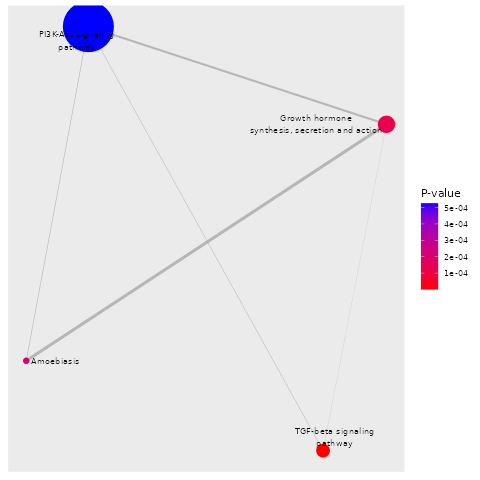 PI3K-Akt signaling
pathway
Growth hormone
synthesis, secretion and action
Amoebiasis
TGF-beta signaling
pathway
P-value
5e-04
4e-04
3e-04
2e-04
1e-04